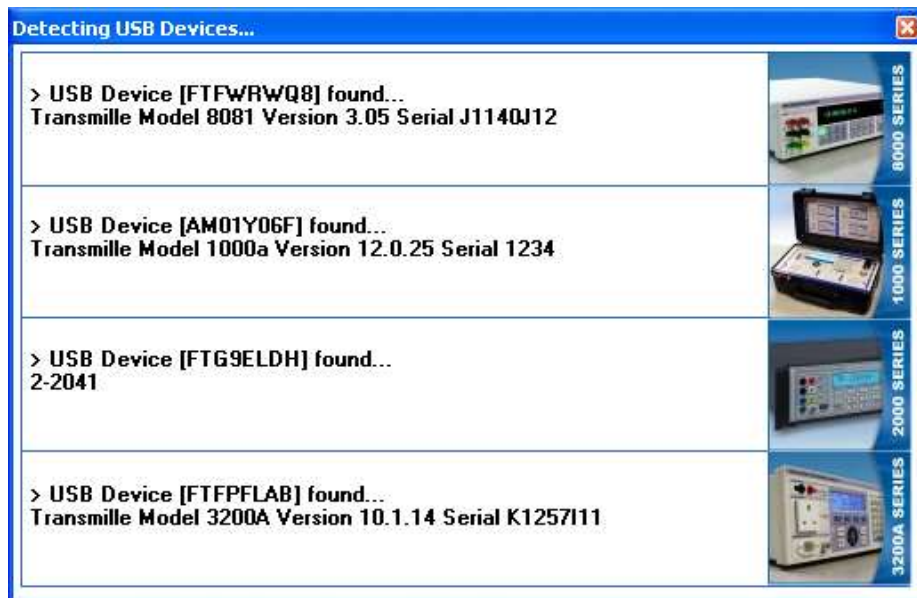 Detecting USB Devices...
> USB Device [FTFWRWQ8] found...
Transmille Model 8081 Version 3.05 Serial J1140J12
8000 SERIES
> USB Device [AM01Y06F] found...
Transmille Model 1000a Version 12.0.25 Serial 1234
1000 SERIES
> USB Device [FTG9ELDH] found...
2-2041
2000 SERIES
> USB Device [FTFPFLAB] found...
Transmille Model 3200A Version 10.1.14 Serial K1257I11
3200A SERIES